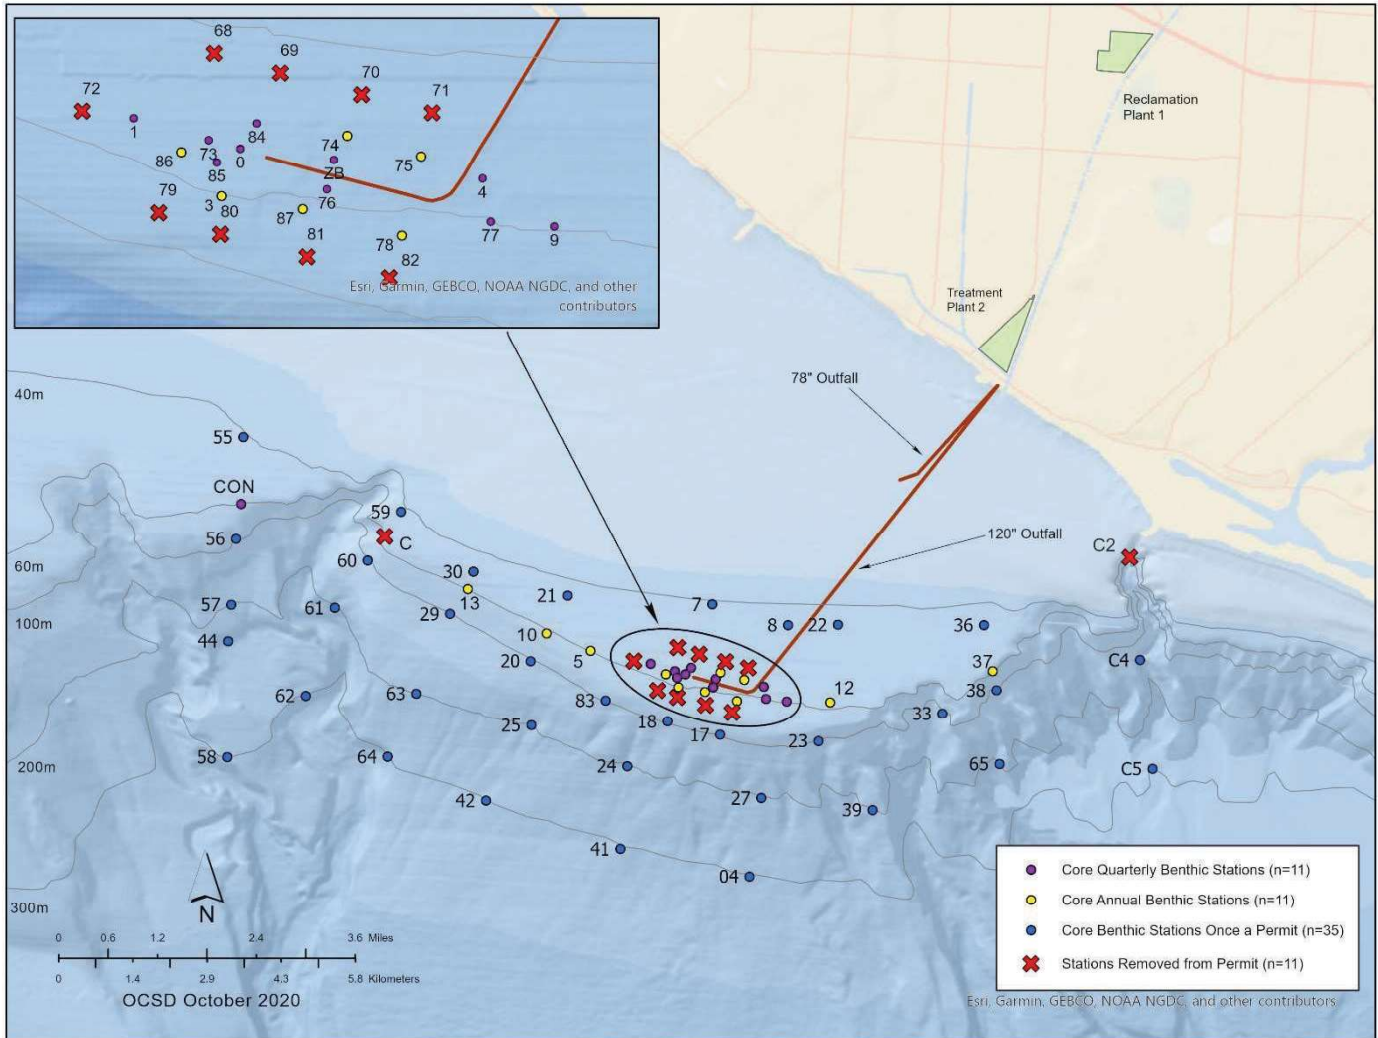 68
69
70
71
72
1
84
74
75
86
73
0
85
ZB
4
79
3
80
76
87
81
78
82
77
9
Esri, Garmin, GEBCO, NOAA NGDC, and other
contributors
Reclamation
Plant 1
Treatment
Plant 2
78" Outfall
120" Outfall
40m
55
CON
59
C
56
60
C2
60m
30
13
21
7
57
61
29
8
22
36
100m
44
10
5
20
C4
37
38
62
63
83
12
33
18
17
25
23
58
64
24
65
C5
200m
42
27
39
41
04
300m
N
0 0.6 1.2 2.4 3.6 Miles
0 1.4 2.9 4.3 5.8 Kilometers
OCSD October 2020
Core Quarterly Benthic Stations (n=11)
Core Annual Benthic Stations (n=11)
Core Benthic Stations Once a Permit (n=35)
Stations Removed from Permit (n=11)
Esri, Garmin, GEBCO, NOAA NGDC, and other contributors